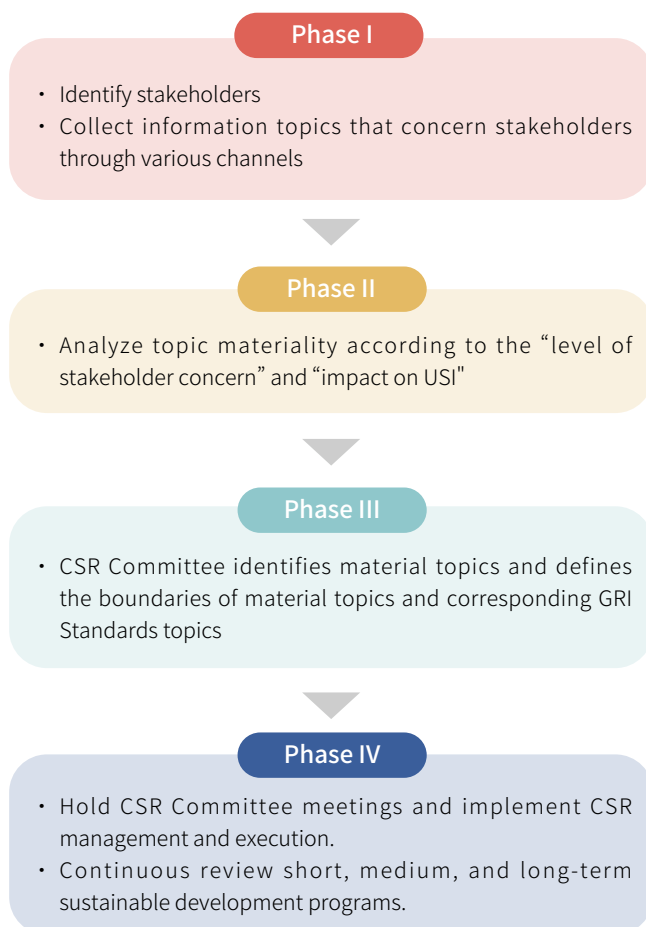 Phase I
・ Identify stakeholders
・ Collect information topics that concern stakeholders
through various channels
Phase II
・ Analyze topic materiality according to the “level of
stakeholder concern” and “impact on USI"
Phase III
・ CSR Committee identifies material topics and defines
the boundaries of material topics and corresponding GRI
Standards topics
Phase IV
・ Hold CSR Committee meetings and implement CSR
management and execution.
・ Continuous review short, medium, and long-term
sustainable development programs.